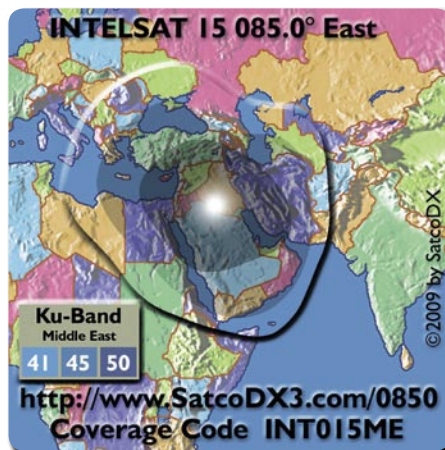 INTELSAT 15 085.0° East
©2009 by SatcoDX
Ku-Band
Middle East
41 45 50
http://www.SatcoDX3.com/0850
Coverage Code INT015ME